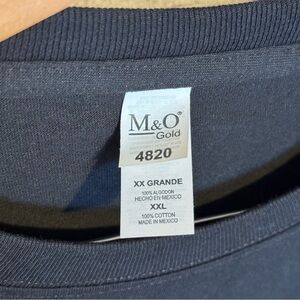 M&O®
Gold
4820
XX GRANDE
100% ALGODON
HECHO EN MEXICO
XXL
100% COTTON
MADE IN MEXICO